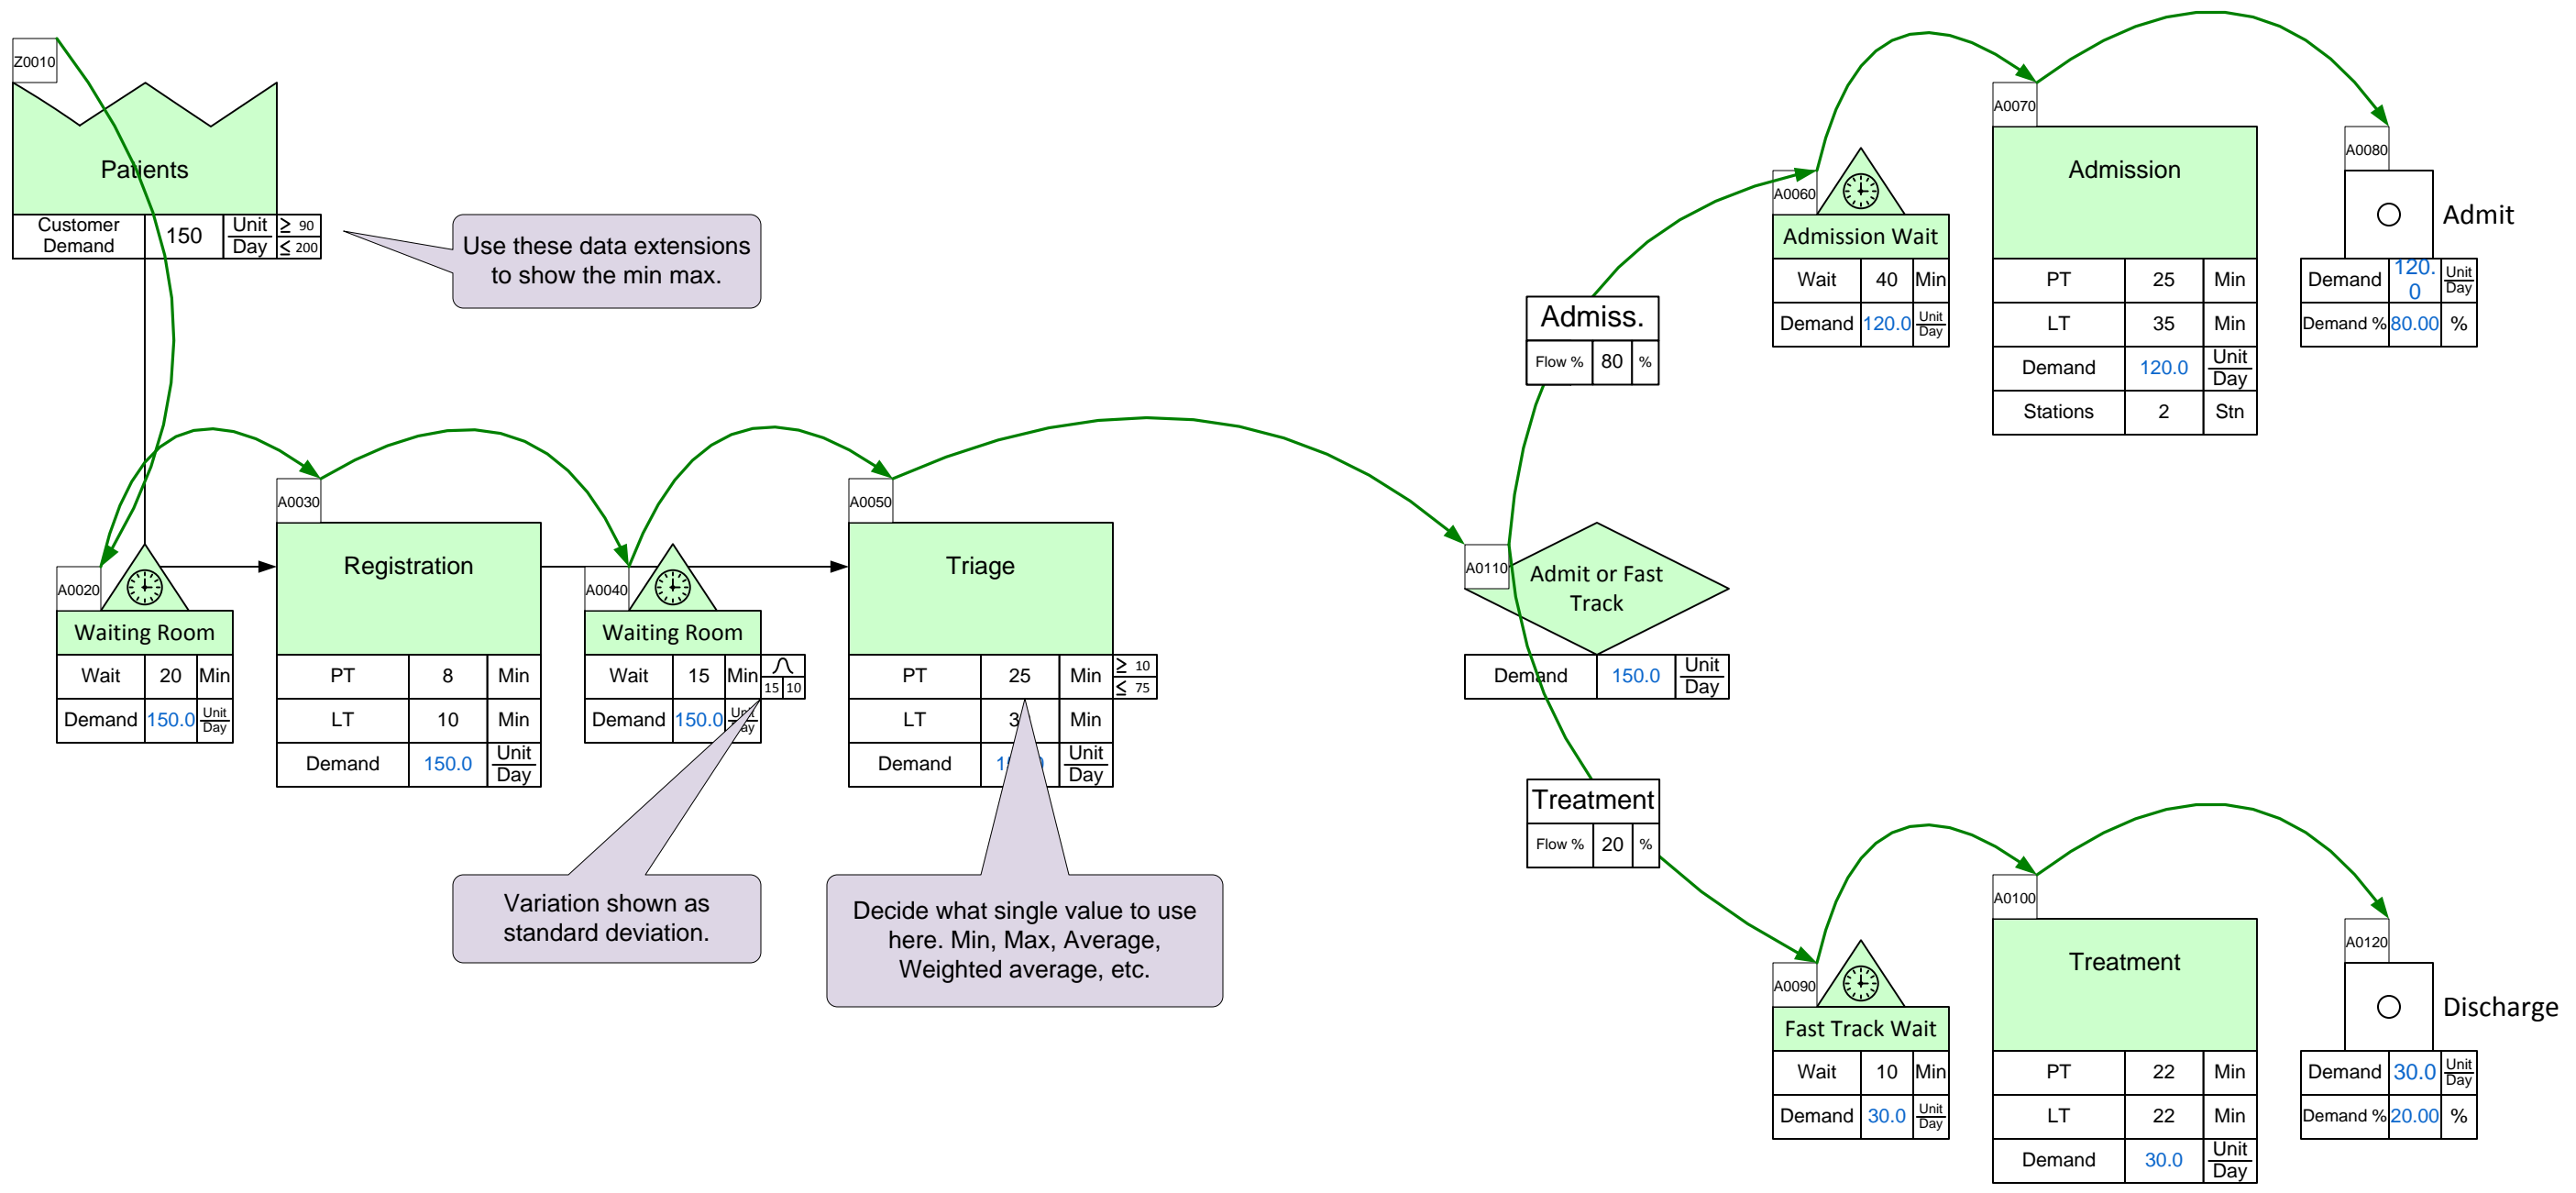 Z0010
Patients
Customer Demand 150 Unit Day ≥ 90 ≤ 200
Use these data extensions
to show the min max.
A0020
Waiting Room
Wait 20 Min
Demand 150.0 Unit Day
A0030
Registration
PT 8 Min
LT 10 Min
Demand 150.0 Unit Day
A0040
Waiting Room
Wait 15 Min 15 10
Demand 150.0
Variation shown as
standard deviation.
A0050
Triage
PT 25 Min ≥ 10 ≤ 75
LT Min
Demand Unit Day
Decide what single value to use
here. Min, Max, Average,
Weighted average, etc.
A0110
Admit or Fast
Track
Demand 150.0 Unit Day
Admiss.
Flow % 80 %
A0060
Admission Wait
Wait 40 Min
Demand 120.0 Unit Day
A0070
Admission
PT 25 Min
LT 35 Min
Demand 120.0 Unit Day
Stations 2 Stn
A0080
Admit
Demand 120.0 Unit Day
Demand % 80.00 %
Treatment
Flow % 20 %
A0090
Fast Track Wait
Wait 10 Min
Demand 30.0 Unit Day
A0100
Treatment
PT 22 Min
LT 22 Min
Demand 30.0 Unit Day
A0120
Discharge
Demand 30.0 Unit Day
Demand % 20.00 %